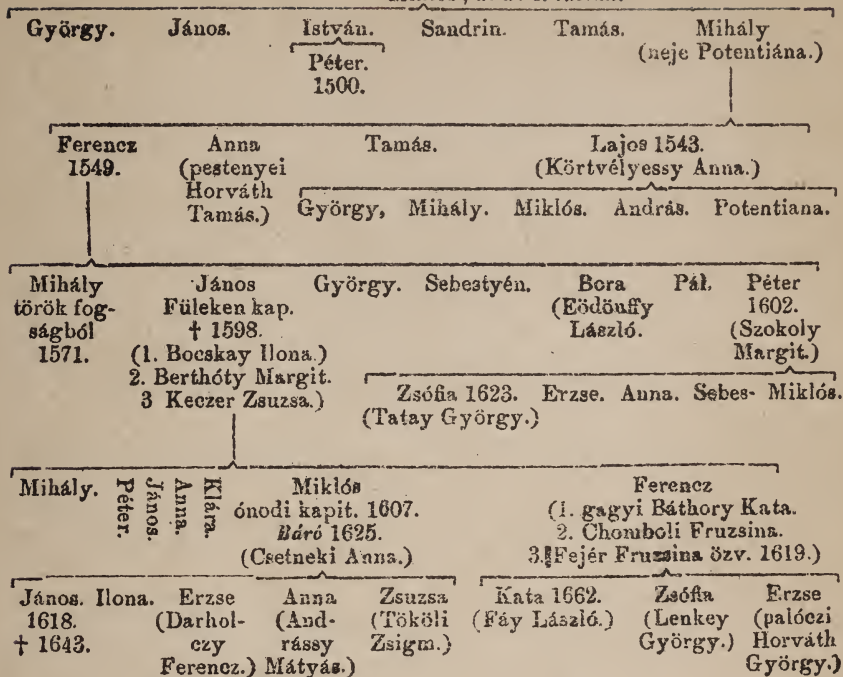 György. János. István. Sandrin. Tamás. Mihály
Péter. (neje Potentiána.)
1500.
Ferencz Anna Tamás. Lajos 1543.
1549. (pestenyei (Körtvélyessy Anna.)
Horváth
Tamás.) György, Mihály. Miklós. András. Potentiana.
Mihály János György. Sebestyén. Bora Pál. Péter
török fog- Füleken kap. (Eödönffy 1602.
ságból † 1598. László. (Szokoly
1571. (1. Bocskay Ilona.) Margit.)
2. Berthóty Margit.
3 Keczer Zsuzsa.) Zsófia 1623. Erzse. Anna. Sebes- Miklós.
(Tatay György.)
Mihály. Péter. János. Anna. Klára. Miklós Ferencz
ónodi kapit. 1607. (1. gagyi Báthory Kata.
Báró 1625. 2. Chomboli Fruzsina.
(Csetneki Anna.) 3. Fejér Fruzsina özv. 1619.)
János. Ilona. Erzse Anna Zsuzsa Kata 1662. Zsófia Erzse
1618. (Darhol- (And- (Tököli (Fáy László.) (Lenkey (palóczi
† 1643. czy rássy Zsigm.) György.) Horváth
Ferencz.) Mátyás.) György.)